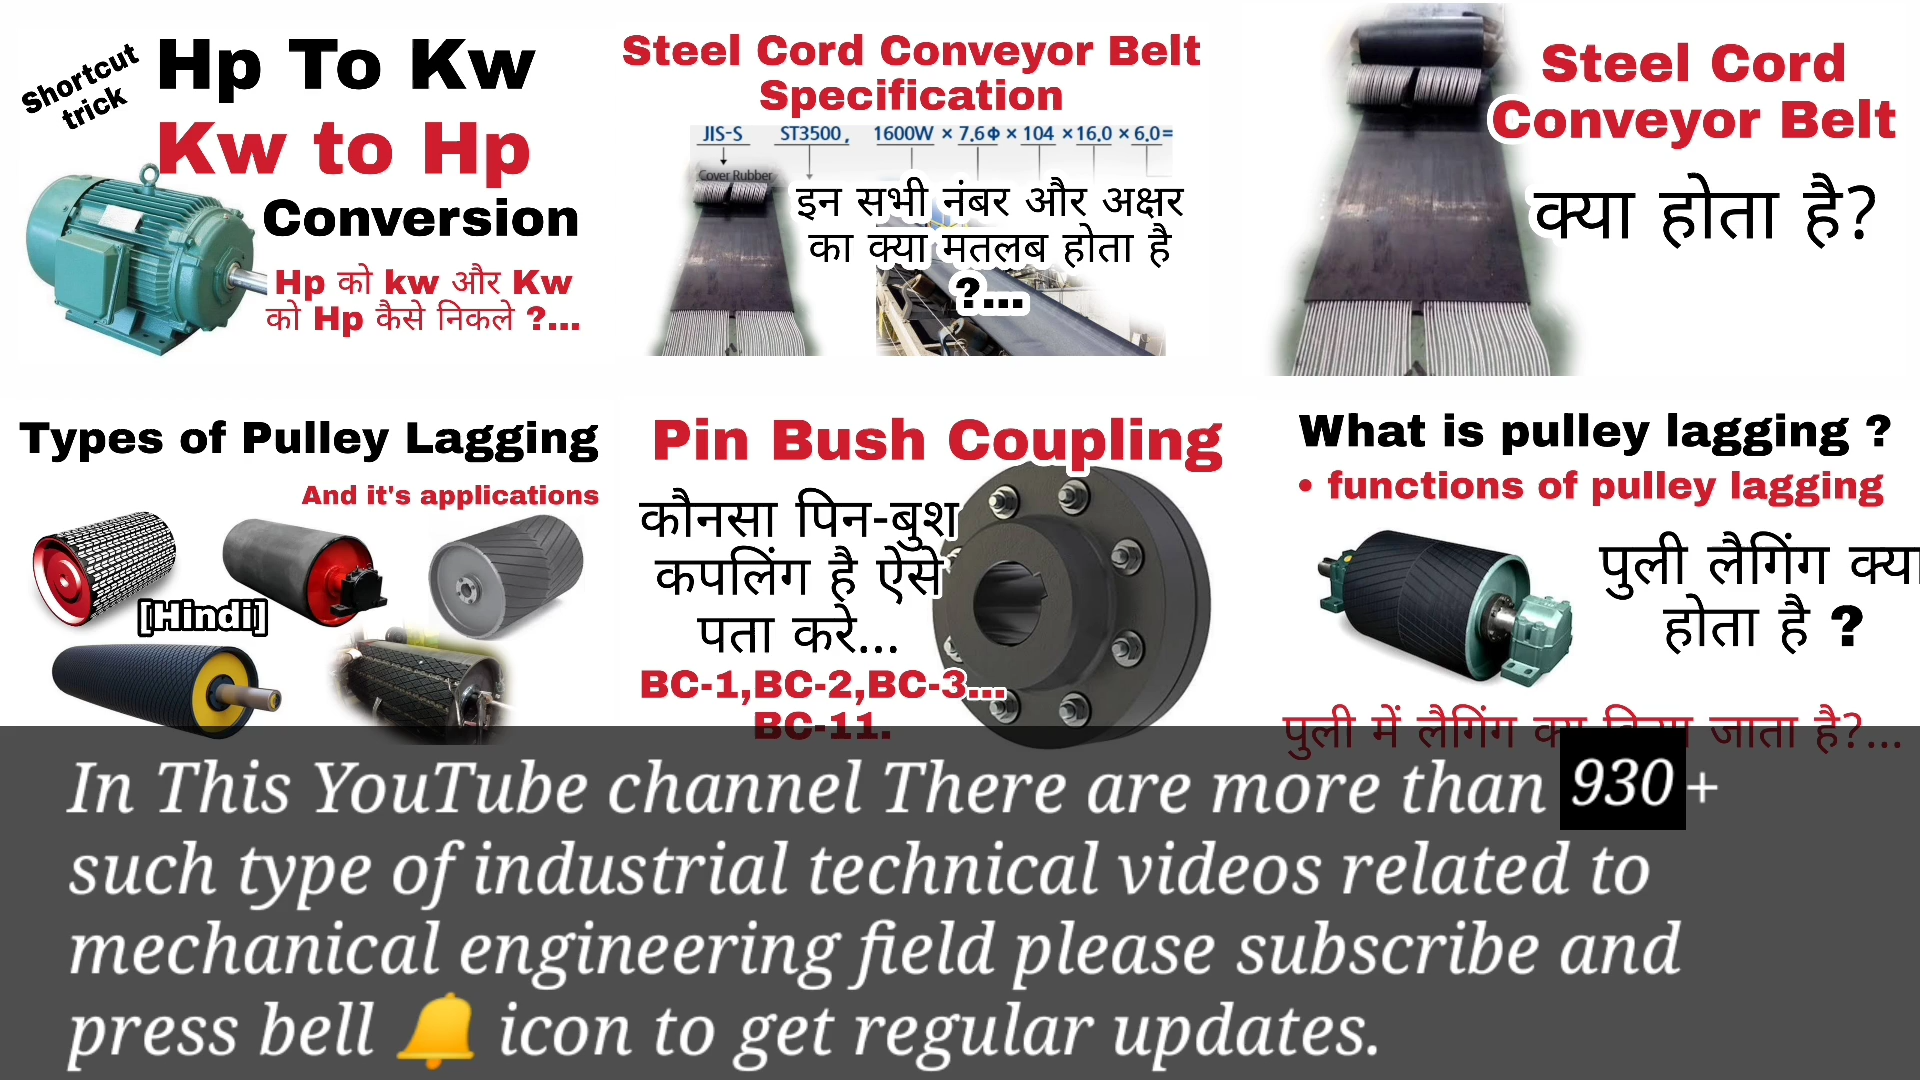 Shortcut
trick
Hp To Kw
Kw to Hp
Conversion
Hp को kw और Kw
को Hp कैसे निकले ?...
Steel Cord Conveyor Belt
Specification
JIS-S ST3500, 1600W × 7.6Φ × 104 × 16.0 × 6.0=
Cover Rubber
इन सभी नंबर और अक्षर
का क्या मतलब होता है
?...
Steel Cord
Conveyor Belt
क्या होता है?
Types of Pulley Lagging
And it's applications
[Hindi]
Pin Bush Coupling
कौनसा पिन-बुश
कपलिंग है ऐसे
पता करे...
BC-1,BC-2,BC-3...
BC-11.
What is pulley lagging ?
• functions of pulley lagging
पुली लैगिंग क्या
होता है ?
पुली में लैगिंग क्यु किया जाता है?...
In This YouTube channel There are more than 930+
such type of industrial technical videos related to
mechanical engineering field please subscribe and
press bell 🔔 icon to get regular updates.